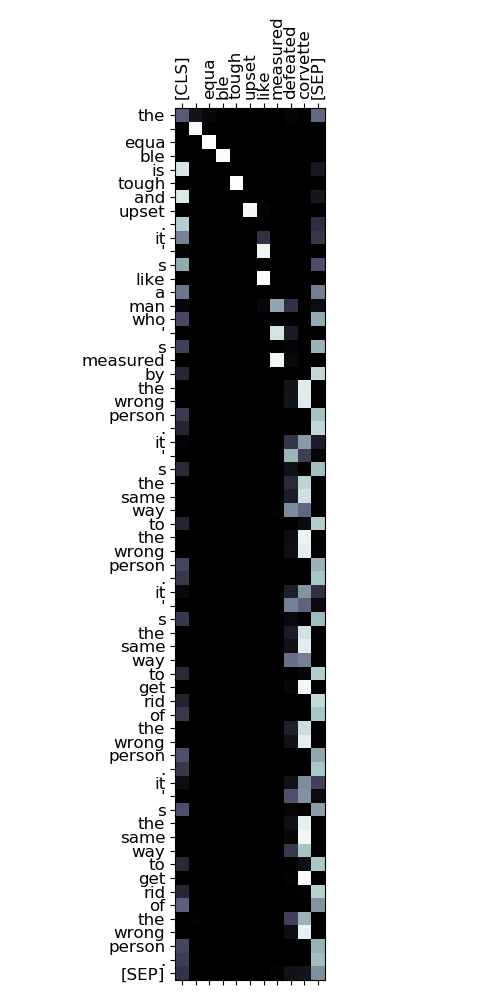 [CLS]
equa
ble
tough
upset
like
measured
defeated
corvette
[SEP]
the
equa
ble
is
tough
and
upset
.
it
'
s
like
a
man
who
'
s
measured
by
the
wrong
person
.
it
'
s
the
same
way
to
the
wrong
person
.
it
'
s
the
same
way
to
get
rid
of
the
wrong
person
.
it
'
s
the
same
way
to
get
rid
of
the
wrong
person
.
[SEP]